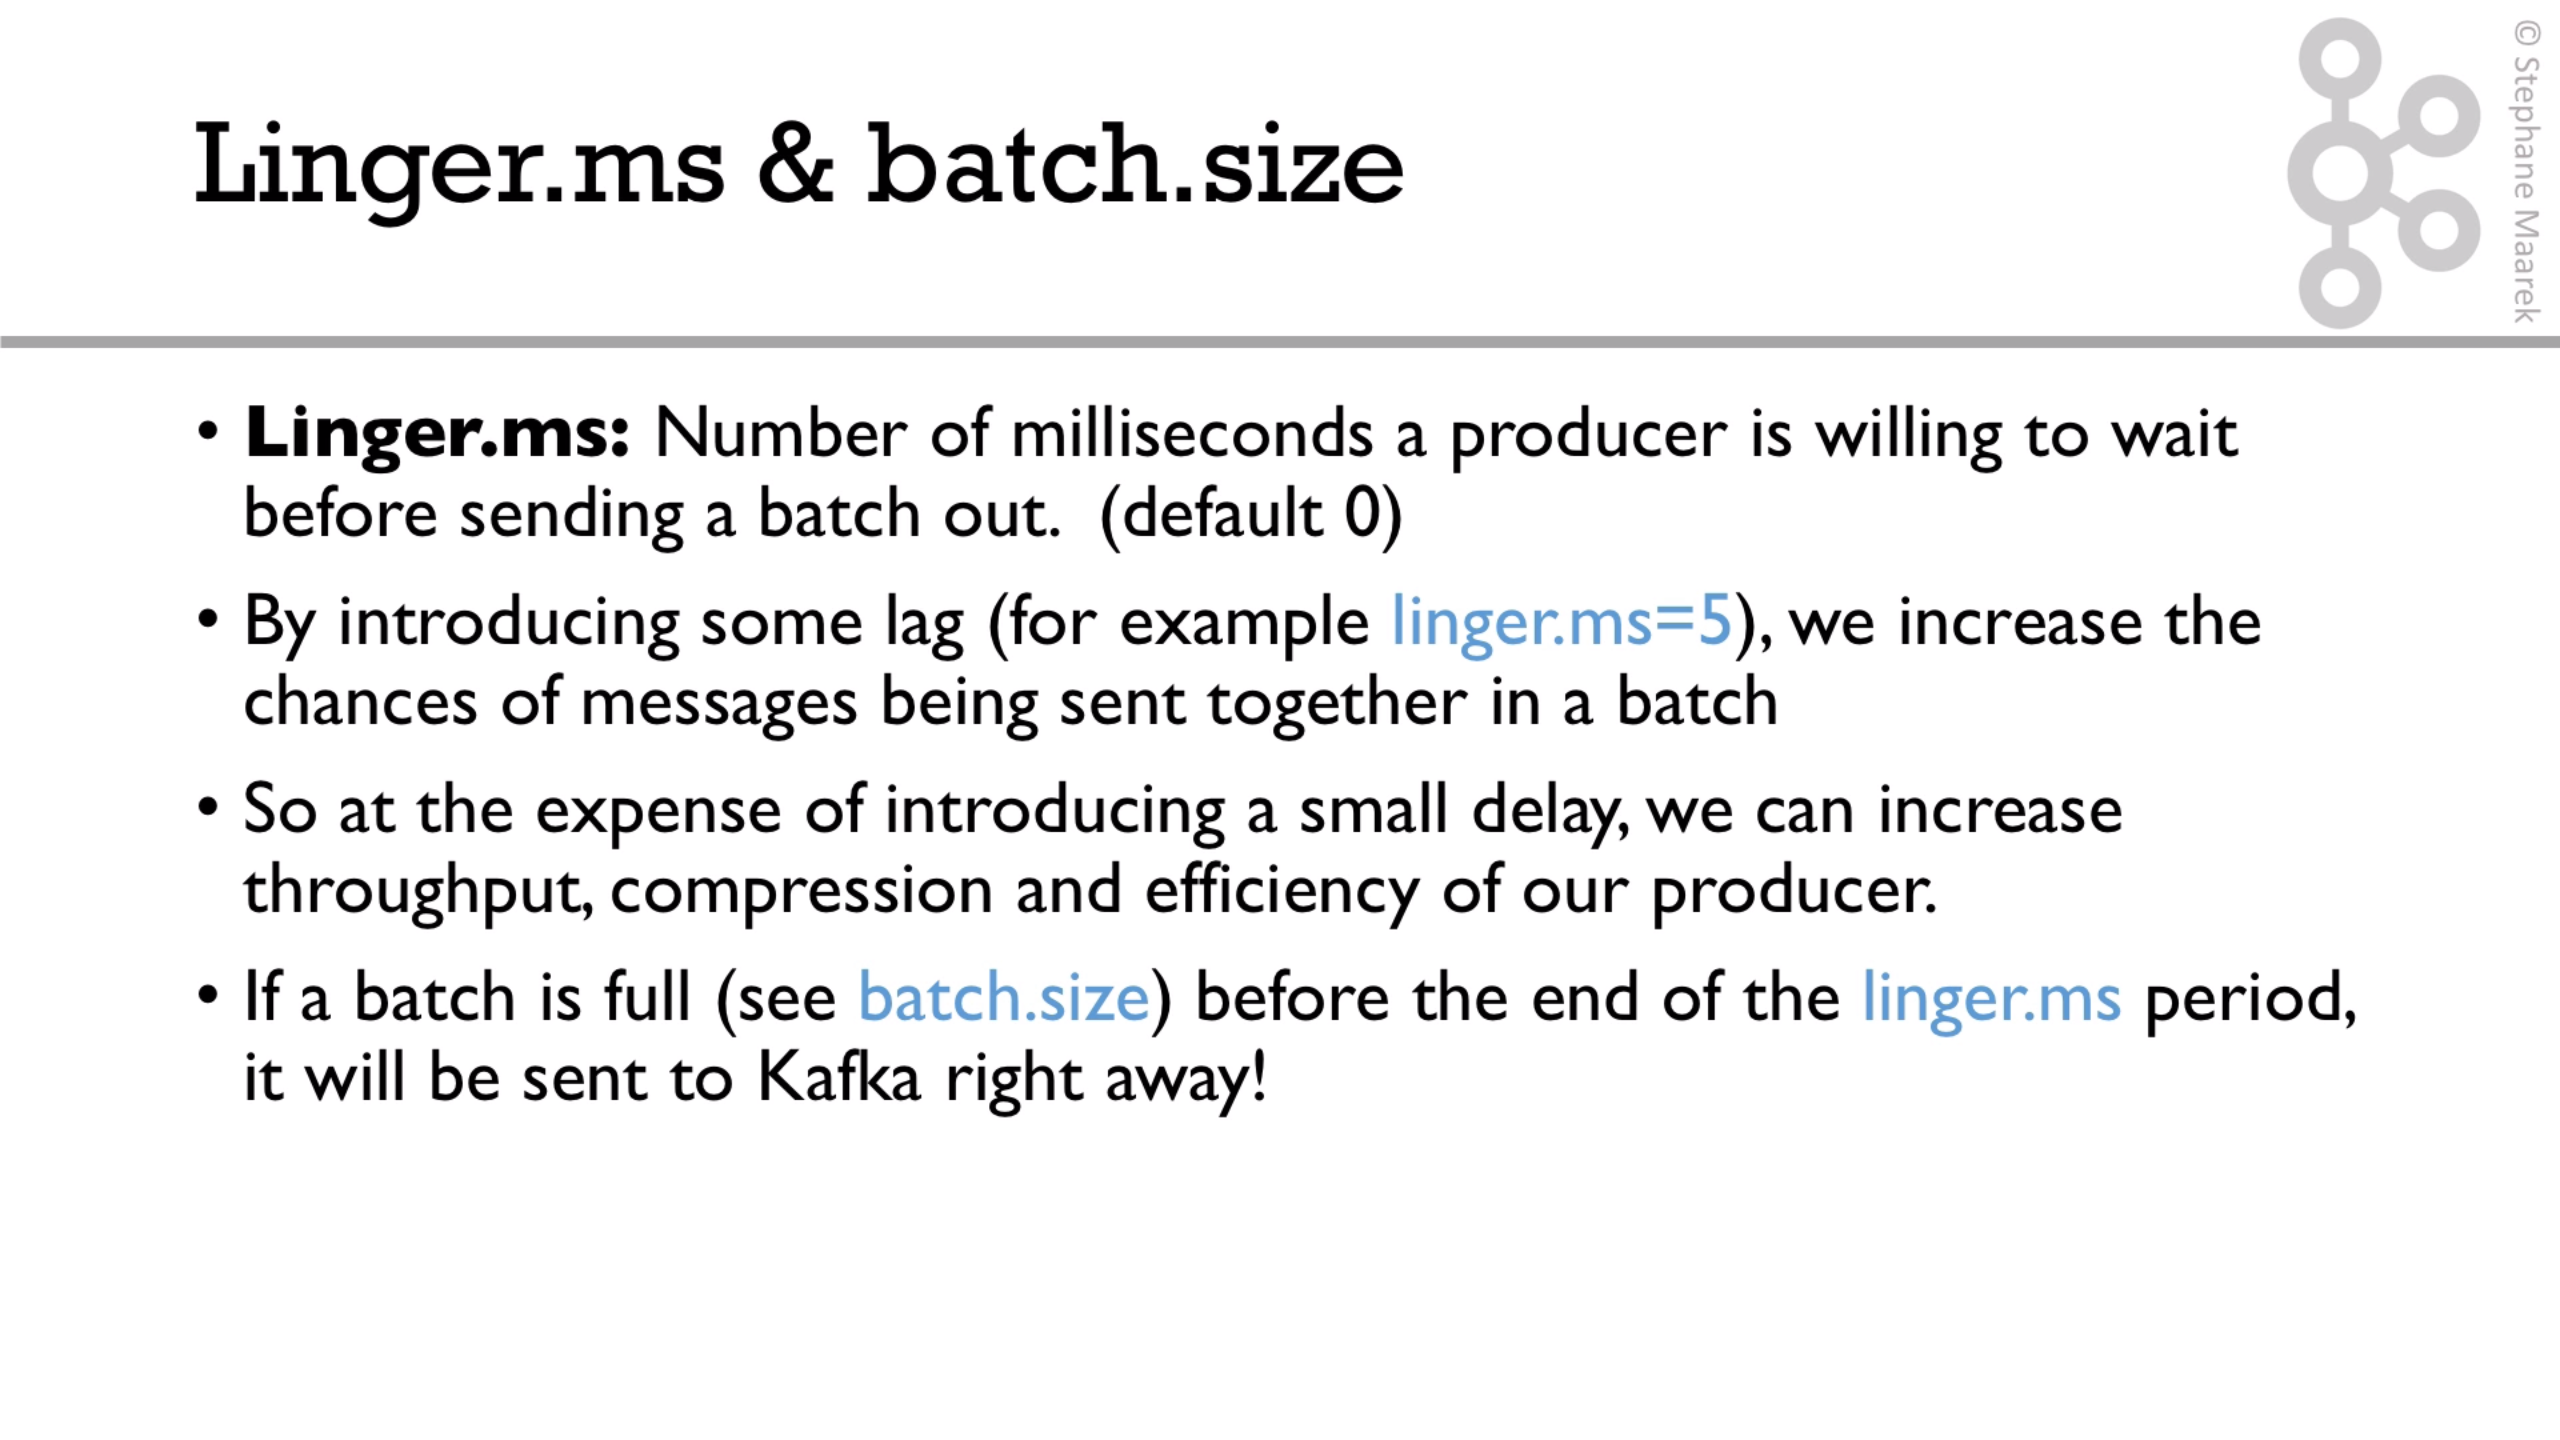 Linger.ms & batch.size
© Stephane Maarek
• Linger.ms: Number of milliseconds a producer is willing to wait
before sending a batch out. (default 0)
• By introducing some lag (for example linger.ms=5), we increase the
chances of messages being sent together in a batch
• So at the expense of introducing a small delay, we can increase
throughput, compression and efficiency of our producer.
• If a batch is full (see batch.size) before the end of the linger.ms period,
it will be sent to Kafka right away!